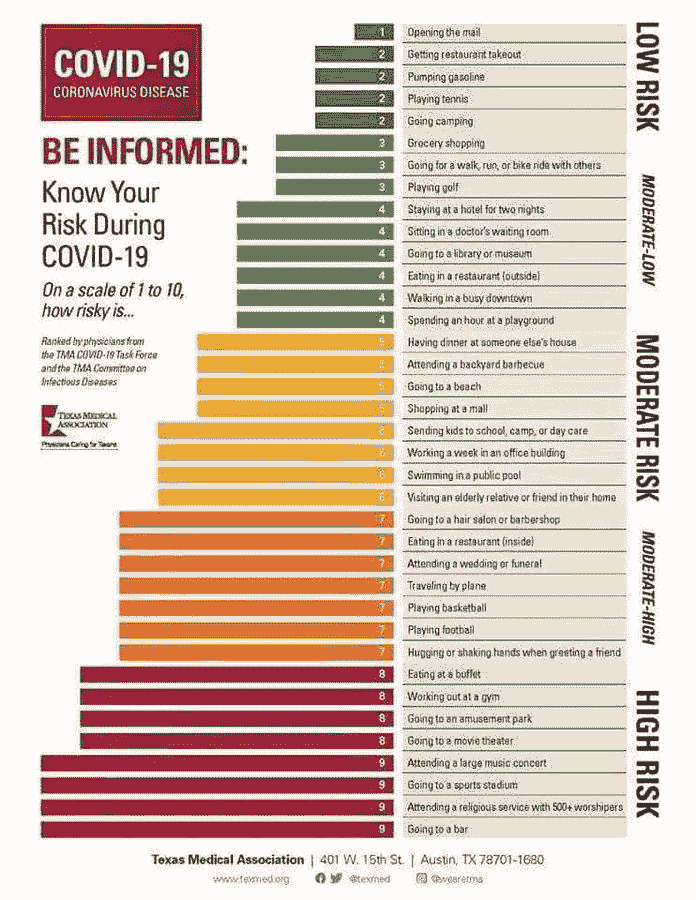 COVID-19
CORONAVIRUS DISEASE
BE INFORMED:
Know Your
Risk During
COVID-19
On a scale of 1 to 10,
how risky is...
Ranked by physicians from
the TMA COVID-19 Task Force
and the TMA Committee on
Infectious Diseases
TEXAS MEDICAL
ASSOCIATION
Physicians Caring for Texans
1 Opening the mail
2 Getting restaurant takeout
2 Pumping gasoline
2 Playing tennis
2 Going camping
3 Grocery shopping
3 Going for a walk, run, or bike ride with others
3 Playing golf
4 Staying at a hotel for two nights
4 Sitting in a doctor's waiting room
4 Going to a library or museum
4 Eating in a restaurant (outside)
4 Walking in a busy downtown
4 Spending an hour at a playground
5 Having dinner at someone else's house
5 Attending a backyard barbecue
5 Going to a beach
5 Shopping at a mall
6 Sending kids to school, camp, or day care
6 Working a week in an office building
6 Swimming in a public pool
6 Visiting an elderly relative or friend in their home
7 Going to a hair salon or barbershop
7 Eating in a restaurant (inside)
7 Attending a wedding or funeral
7 Traveling by plane
7 Playing basketball
7 Playing football
7 Hugging or shaking hands when greeting a friend
8 Eating at a buffet
8 Working out at a gym
8 Going to an amusement park
8 Going to a movie theater
9 Attending a large music concert
9 Going to a sports stadium
9 Attending a religious service with 500+ worshipers
9 Going to a bar
LOW RISK
MODERATE-LOW
MODERATE RISK
MODERATE-HIGH
HIGH RISK
Texas Medical Association | 401 W. 15th St. | Austin, TX 78701-1680
www.texmed.org @texmed @wearetma